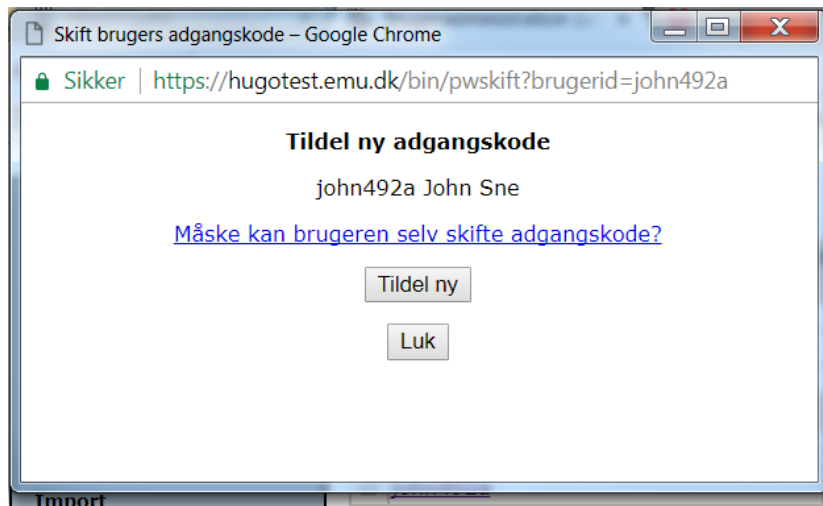 Skift brugers adgangskode – Google Chrome
Sikker | https://hugotest.emu.dk/bin/pwskift?brugerid=john492a
Tildel ny adgangskode
john492a John Sne
Måske kan brugeren selv skifte adgangskode?
Tildel ny
Luk
Import